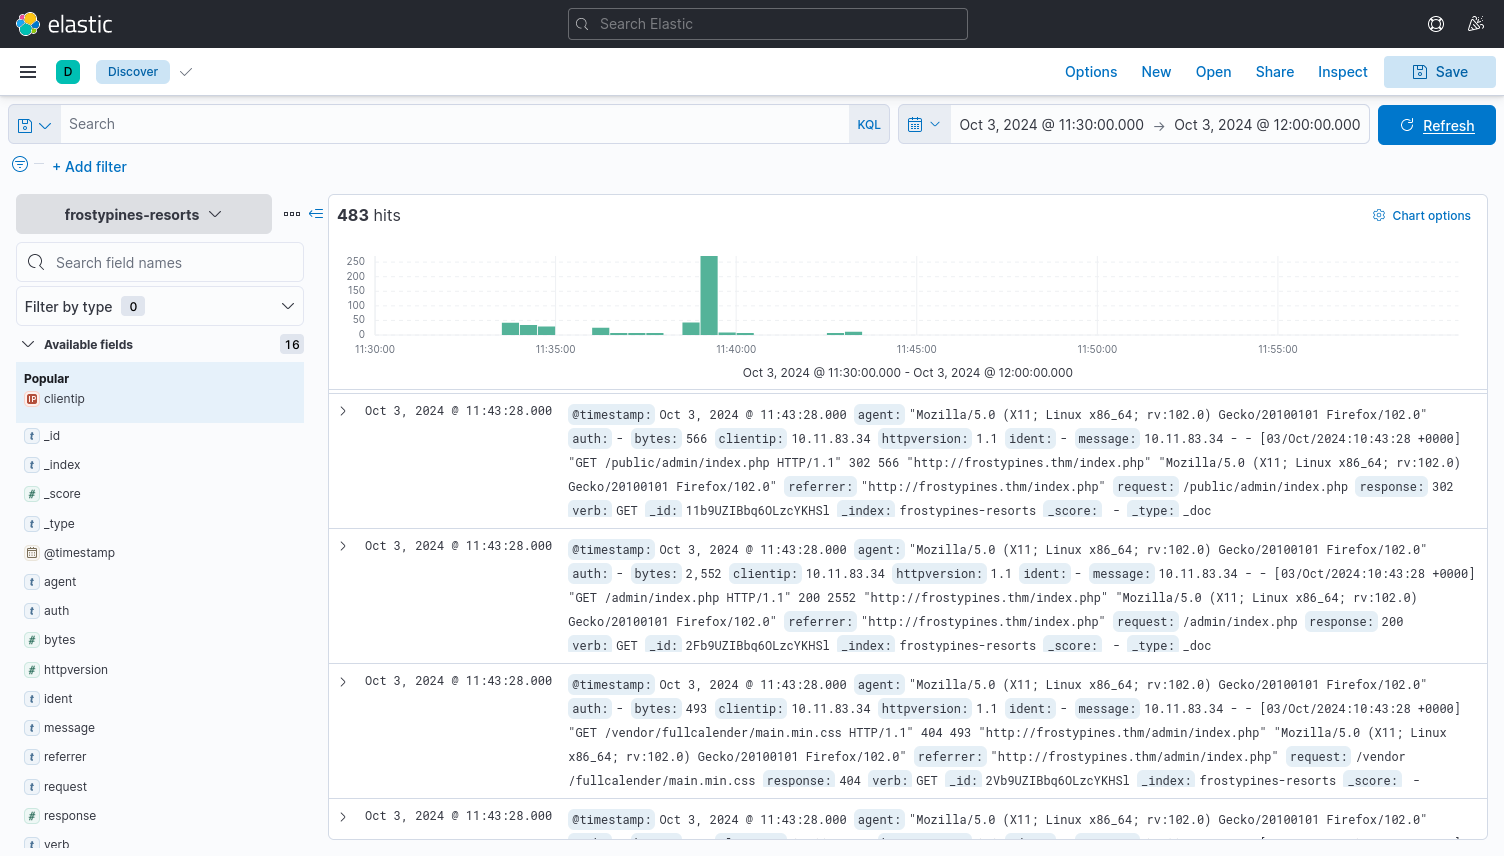 elastic
Search Elastic
D
Discover
Options New Open Share Inspect Save
Search
KQL
Oct 3, 2024 @ 11:30:00.000 → Oct 3, 2024 @ 12:00:00.000
Refresh
+ Add filter
frostypines-resorts
Search field names
Filter by type 0
Available fields 16
Popular
IP clientip
t _id
t _index
# _score
t _type
@timestamp
t agent
t auth
# bytes
# httpversion
t ident
t message
t referrer
t request
# response
t verb
483 hits
Chart options
250
200
150
100
50
0
11:30:00 11:35:00 11:40:00 11:45:00 11:50:00 11:55:00
Oct 3, 2024 @ 11:30:00.000 - Oct 3, 2024 @ 12:00:00.000
Oct 3, 2024 @ 11:43:28.000 @timestamp: Oct 3, 2024 @ 11:43:28.000 agent: "Mozilla/5.0 (X11; Linux x86_64; rv:102.0) Gecko/20100101 Firefox/102.0"
auth: - bytes: 566 clientip: 10.11.83.34 httpversion: 1.1 ident: - message: 10.11.83.34 - - [03/Oct/2024:10:43:28 +0000]
"GET /public/admin/index.php HTTP/1.1" 302 566 "http://frostypines.thm/index.php" "Mozilla/5.0 (X11; Linux x86_64; rv:102.0)
Gecko/20100101 Firefox/102.0" referrer: "http://frostypines.thm/index.php" request: /public/admin/index.php response: 302
verb: GET _id: 11b9UZIBbq6OLzcYKHSl _index: frostypines-resorts _score: - _type: _doc
Oct 3, 2024 @ 11:43:28.000 @timestamp: Oct 3, 2024 @ 11:43:28.000 agent: "Mozilla/5.0 (X11; Linux x86_64; rv:102.0) Gecko/20100101 Firefox/102.0"
auth: - bytes: 2,552 clientip: 10.11.83.34 httpversion: 1.1 ident: - message: 10.11.83.34 - - [03/Oct/2024:10:43:28 +0000]
"GET /admin/index.php HTTP/1.1" 200 2552 "http://frostypines.thm/index.php" "Mozilla/5.0 (X11; Linux x86_64; rv:102.0)
Gecko/20100101 Firefox/102.0" referrer: "http://frostypines.thm/index.php" request: /admin/index.php response: 200
verb: GET _id: 2Fb9UZIBbq6OLzcYKHSl _index: frostypines-resorts _score: - _type: _doc
Oct 3, 2024 @ 11:43:28.000 @timestamp: Oct 3, 2024 @ 11:43:28.000 agent: "Mozilla/5.0 (X11; Linux x86_64; rv:102.0) Gecko/20100101 Firefox/102.0"
auth: - bytes: 493 clientip: 10.11.83.34 httpversion: 1.1 ident: - message: 10.11.83.34 - - [03/Oct/2024:10:43:28 +0000]
"GET /vendor/fullcalender/main.min.css HTTP/1.1" 404 493 "http://frostypines.thm/admin/index.php" "Mozilla/5.0 (X11; Linux
x86_64; rv:102.0) Gecko/20100101 Firefox/102.0" referrer: "http://frostypines.thm/admin/index.php" request: /vendor
/fullcalender/main.min.css response: 404 verb: GET _id: 2Vb9UZIBbq6OLzcYKHSl _index: frostypines-resorts _score: -
Oct 3, 2024 @ 11:43:28.000 @timestamp: Oct 3, 2024 @ 11:43:28.000 agent: "Mozilla/5.0 (X11; Linux x86_64; rv:102.0) Gecko/20100101 Firefox/102.0"